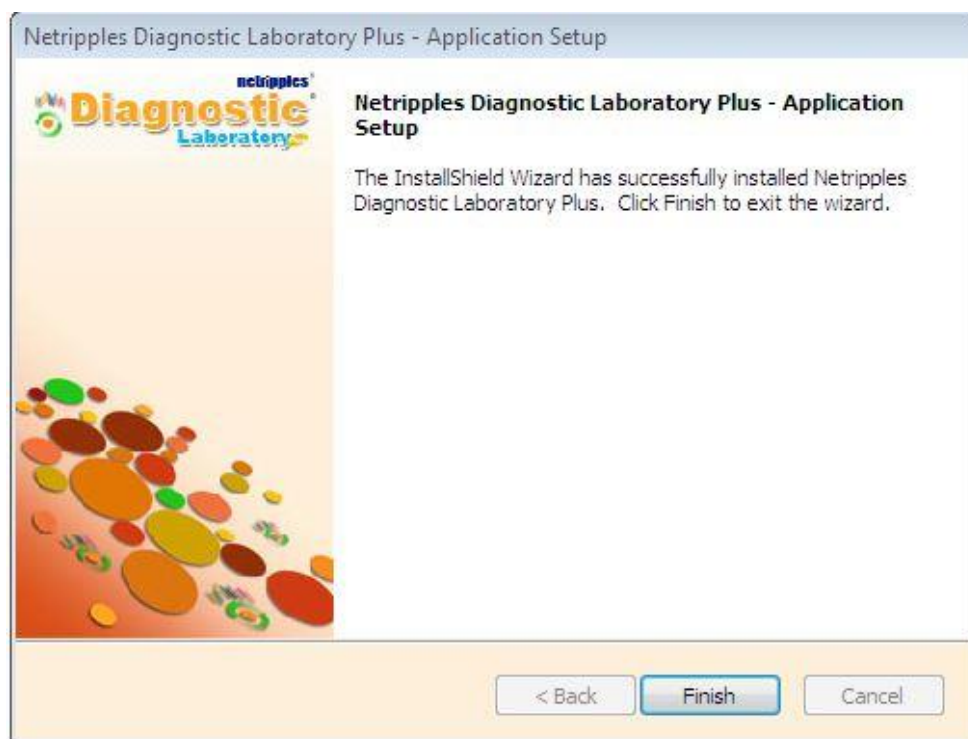 Netripples Diagnostic Laboratory Plus - Application Setup
netripples'
Diagnostic
Laboratory
Netripples Diagnostic Laboratory Plus - Application
Setup
The InstallShield Wizard has successfully installed Netripples
Diagnostic Laboratory Plus. Click Finish to exit the wizard.
< Back
Finish
Cancel